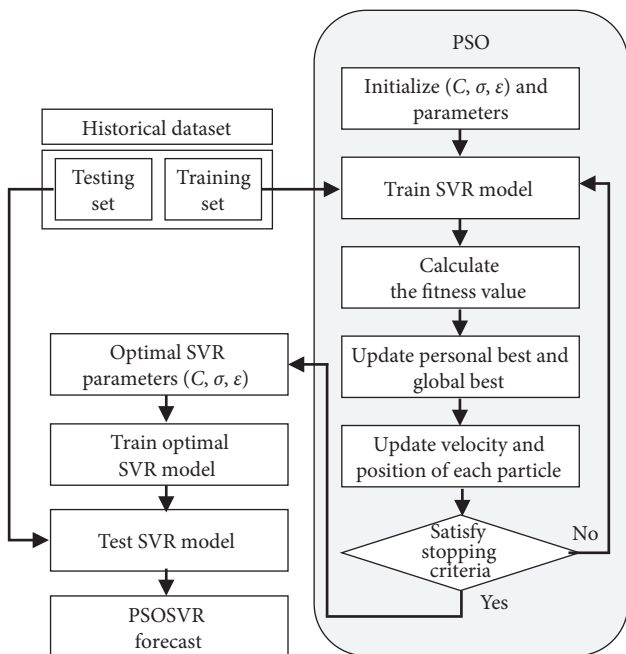 PSO
Initialize (C, σ, ε) and
parameters
Historical dataset
Testing
set
Training
set
Train SVR model
Calculate
the fitness value
Optimal SVR
parameters (C, σ, ε)
Update personal best and
global best
Train optimal
SVR model
Update velocity and
position of each particle
Test SVR model
Satisfy
stopping
criteria
No
Yes
PSOSVR
forecast